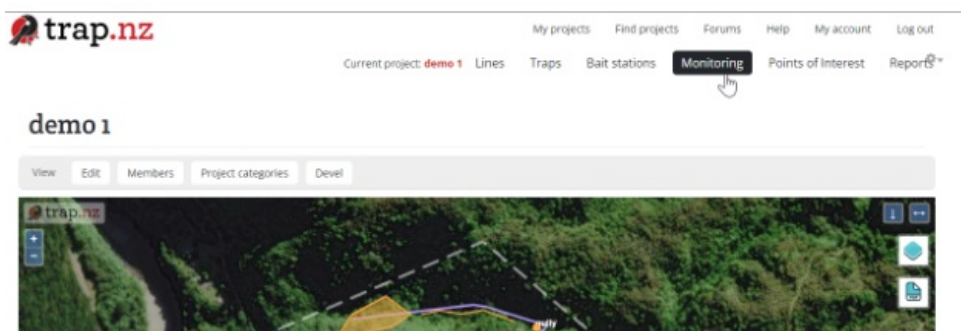 trap.nz
My projects Find projects Forums Help My account Log out
Current project: demo 1 Lines Traps Bait stations Monitoring Points of Interest Reports
demo 1
View Edit Members Project categories Devel
trap.nz
+
-
gully